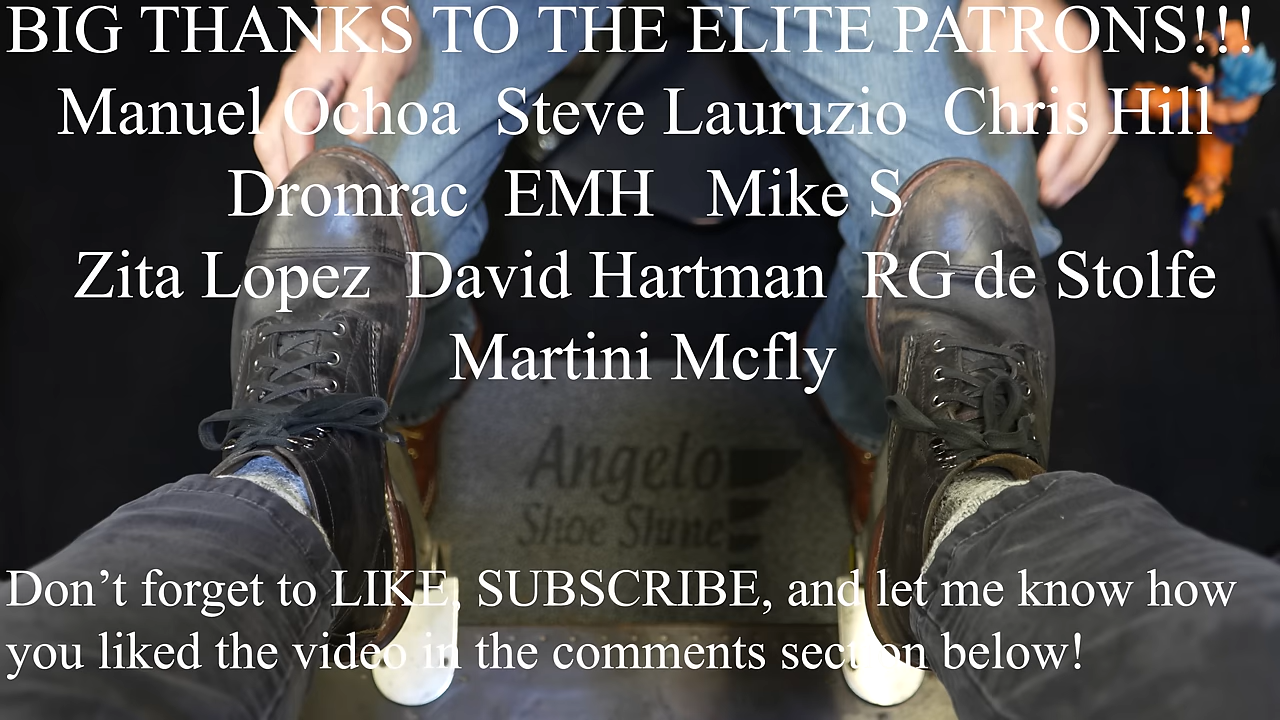 BIG THANKS TO THE ELITE PATRONS!!!
Manuel Ochoa Steve Lauruzio Chris Hill
Dromrac EMH Mike S
Zita Lopez David Hartman RG de Stolfe
Martini Mcfly
Angelo
Shoe Shine
Don’t forget to LIKE, SUBSCRIBE, and let me know how
you liked the video in the comments section below!